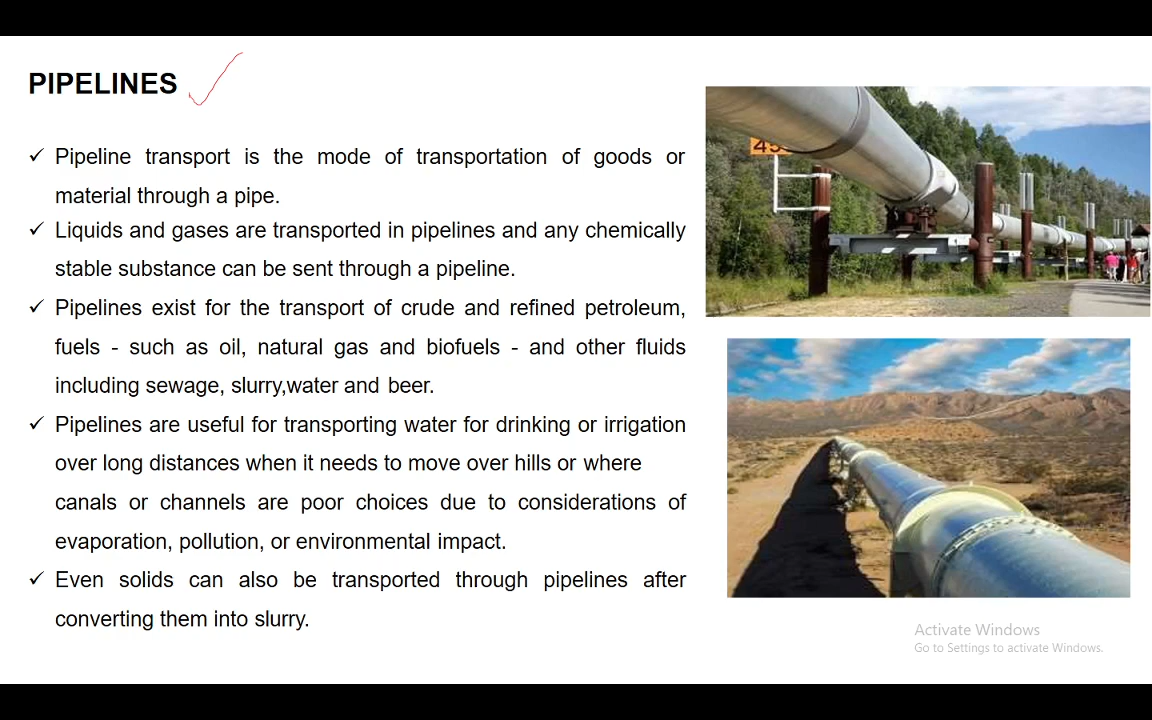 PIPELINES
✓ Pipeline transport is the mode of transportation of goods or
material through a pipe.
✓ Liquids and gases are transported in pipelines and any chemically
stable substance can be sent through a pipeline.
✓ Pipelines exist for the transport of crude and refined petroleum,
fuels - such as oil, natural gas and biofuels - and other fluids
including sewage, slurry,water and beer.
✓ Pipelines are useful for transporting water for drinking or irrigation
over long distances when it needs to move over hills or where
canals or channels are poor choices due to considerations of
evaporation, pollution, or environmental impact.
✓ Even solids can also be transported through pipelines after
converting them into slurry.
Activate Windows
Go to Settings to activate Windows.